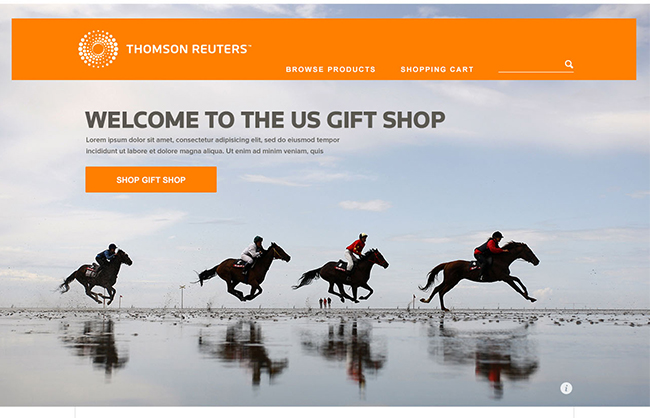 THOMSON REUTERS™
BROWSE PRODUCTS
SHOPPING CART
WELCOME TO THE US GIFT SHOP
Lorem ipsum dolor sit amet, consectetur adipisicing elit, sed do eiusmod tempor
incididunt ut labore et dolore magna aliqua. Ut enim ad minim veniam, quis
SHOP GIFT SHOP
i